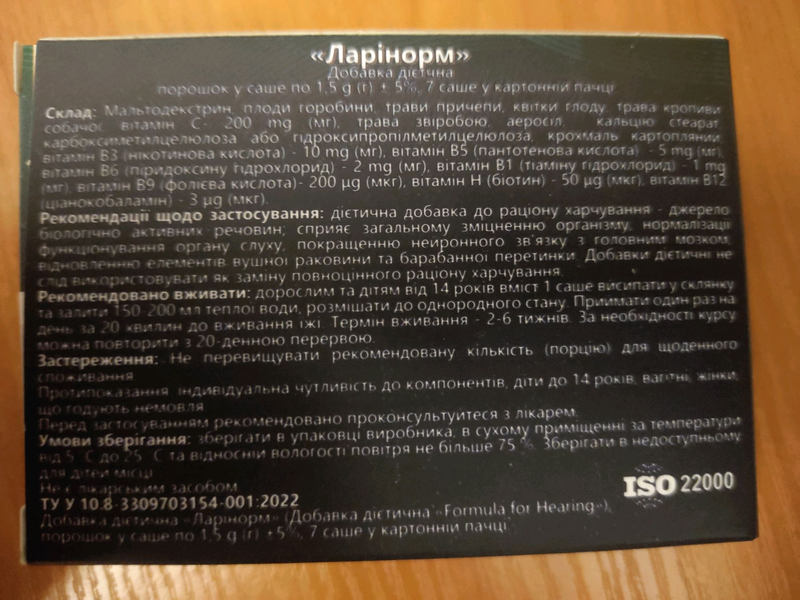 «Ларінорм»
Добавка дієтична
порошок у саше по 1,5 g (г) ± 5%, 7 саше у картонній пачці
Склад: Мальтодекстрин, плоди горобини, трави причепи, квітки глоду, трава кропиви
собачої, вітамін С- 200 mg (мг), трава звіробою, аеросіл, кальцію стеарат,
карбоксиметилцелюлоза або гідроксипропілметилцелюлоза, крохмаль картопляний,
вітамін В3 (нікотинова кислота) - 10 mg (мг), вітамін В5 (пантотенова кислота) - 5 mg (мг),
вітамін В6 (піридоксину гідрохлорид) - 2 mg (мг), вітамін В1 (тіаміну гідрохлорид) - 1 mg
(мг), вітамін В9 (фолієва кислота)- 200 µg (мкг), вітамін Н (біотин) - 50 µg (мкг), вітамін В12
(ціанокобаламін) - 3 µg (мкг).
Рекомендації щодо застосування: дієтична добавка до раціону харчування - джерело
біологічно активних речовин; сприяє загальному зміцненню організму, нормалізації
функціонування органу слуху, покращенню нейронного зв'язку з головним мозком,
відновленню елементів вушної раковини та барабанної перетинки. Добавки дієтичні не
слід використовувати як заміну повноцінного раціону харчування.
Рекомендовано вживати: дорослим та дітям від 14 років вміст 1 саше висипати у склянку
та залити 150-200 мл теплої води, розмішати до однородного стану. Приимати один раз на
день за 20 хвилин до вживання їжі. Термін вживання - 2-6 тижнів. За необхідності курсу
можна повторити з 20-денною перервою.
Застереження: Не перевищувати рекомендовану кількість (порцію) для щоденного
споживання.
Протипоказання: індивідуальна чутливість до компонентів, діти до 14 років, вагітні, жінки,
що годують немовля.
Перед застосуванням рекомендовано проконсультуитеся з лікарем.
Умови зберігання: зберігати в упаковці виробника, в сухому приміщенні за температури
від 5°С до 25°С та відносній вологості повітря не більше 75 %. Зберігати в недоступному
для дітей місці.
Не є лікарським засобом
ТУ У 10.8-3309703154-001:2022
Добавка дієтична «Ларінорм» (Добавка дієтична «Formula for Hearing»),
порошок у саше по 1,5 g (г) ±5%, 7 саше у картонній пачці
ISO 22000